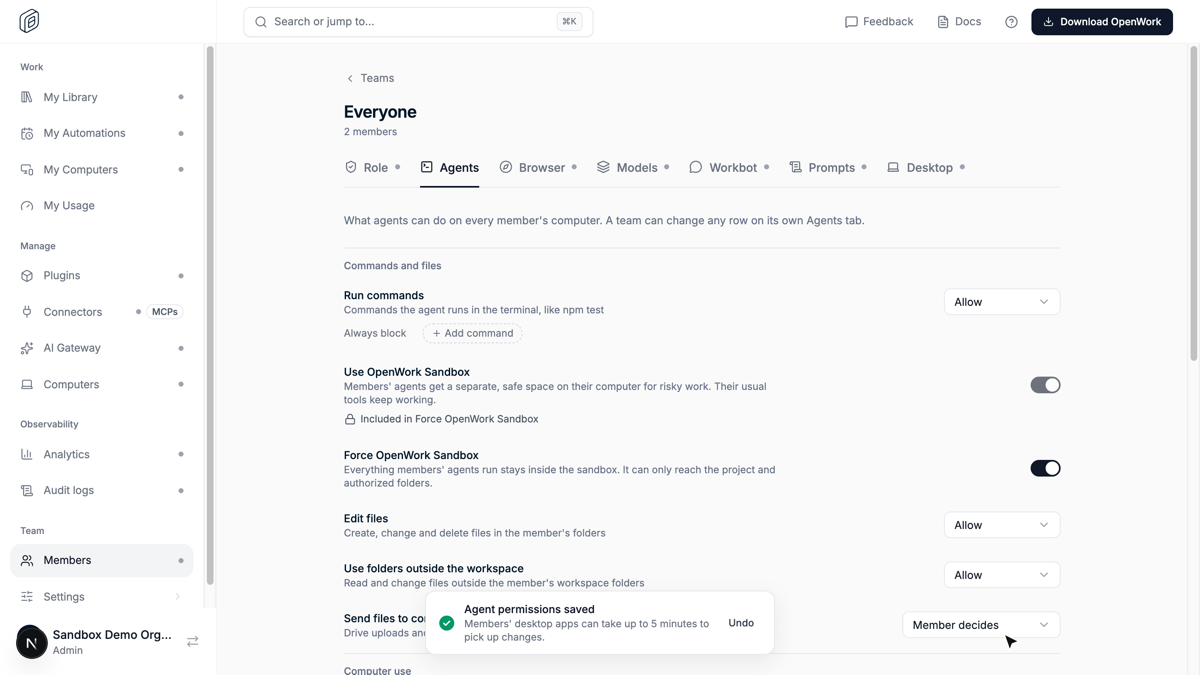 Search or jump to...
⌘K
Feedback
Docs
Download OpenWork
Work
My Library
My Automations
My Computers
My Usage
Manage
Plugins
Connectors
MCPs
AI Gateway
Computers
Observability
Analytics
Audit logs
Team
Members
Settings
N
Sandbox Demo Org...
Admin
Teams
Everyone
2 members
Role
Agents
Browser
Models
Workbot
Prompts
Desktop
What agents can do on every member's computer. A team can change any row on its own Agents tab.
Commands and files
Run commands
Commands the agent runs in the terminal, like npm test
Allow
Always block
+ Add command
Use OpenWork Sandbox
Members' agents get a separate, safe space on their computer for risky work. Their usual
tools keep working.
Included in Force OpenWork Sandbox
Force OpenWork Sandbox
Everything members' agents run stays inside the sandbox. It can only reach the project and
authorized folders.
Edit files
Create, change and delete files in the member's folders
Allow
Use folders outside the workspace
Read and change files outside the member's workspace folders
Allow
Send files to
Drive uploads
Member decides
Agent permissions saved
Members' desktop apps can take up to 5 minutes to
pick up changes.
Undo
Computer use